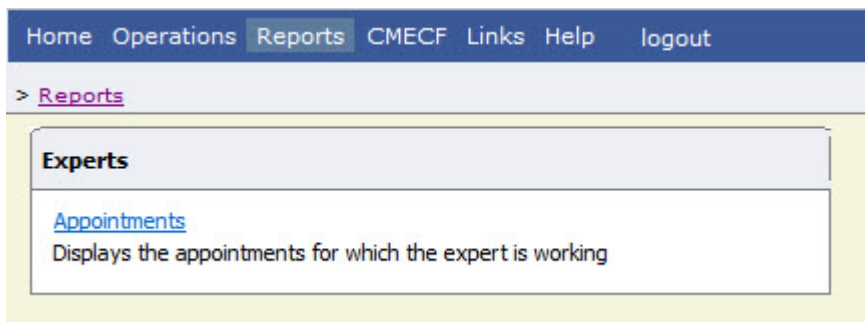 Home Operations Reports CMECF Links Help logout
> Reports
Experts
Appointments
Displays the appointments for which the expert is working